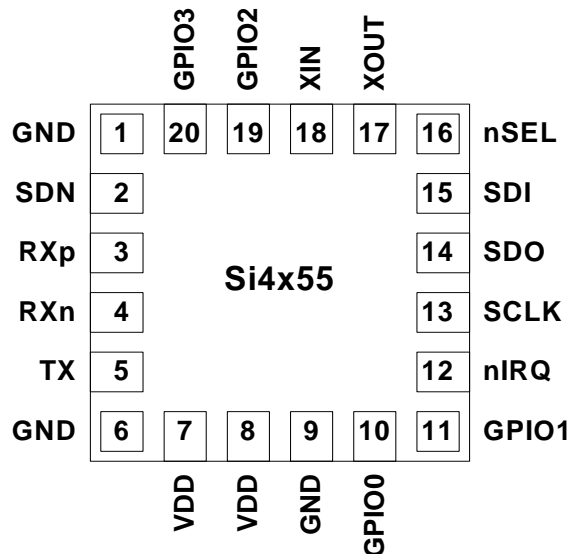 GPIO3 GPIO2 XIN XOUT
GND 1 20 19 18 17 16 nSEL
SDN 2 15 SDI
RXp 3 14 SDO
Si4x55
RXn 4 13 SCLK
TX 5 12 nIRQ
GND 6 7 8 9 10 11 GPIO1
VDD VDD GND GPIO0